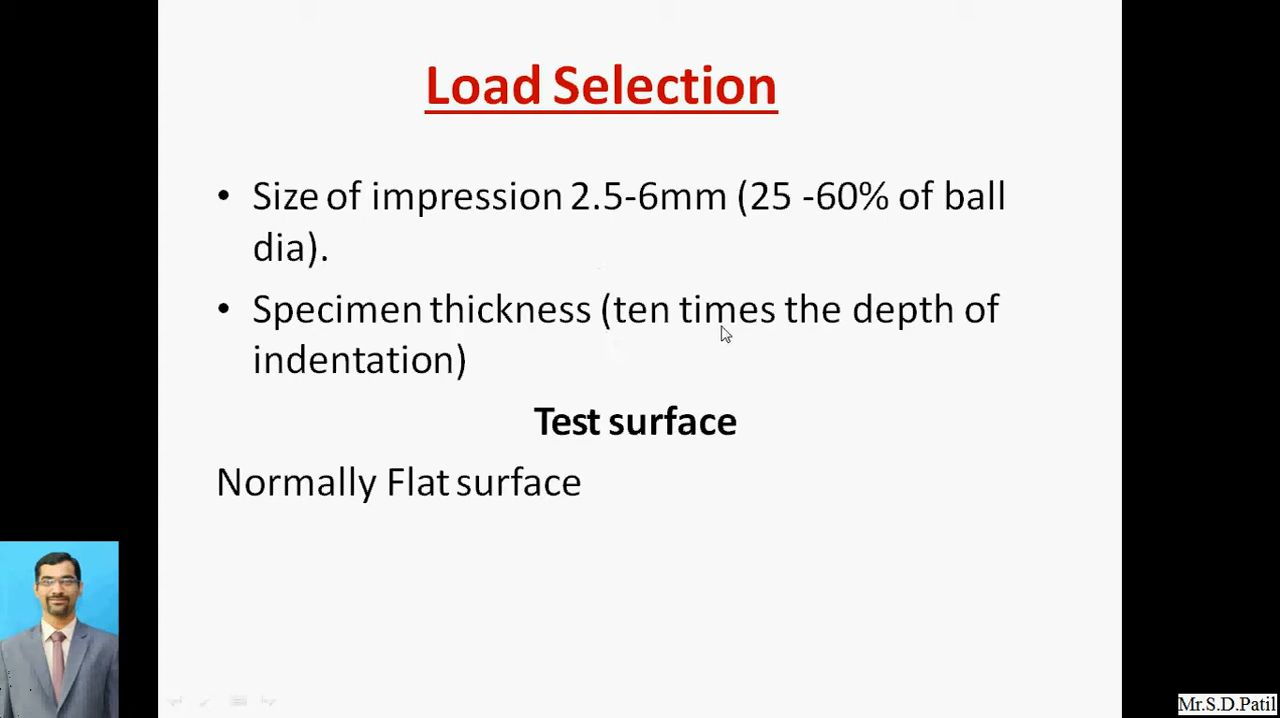 Load Selection
• Size of impression 2.5-6mm (25 -60% of ball
dia).
• Specimen thickness (ten times the depth of
indentation)
Test surface
Normally Flat surface
Mr.S.D.Patil